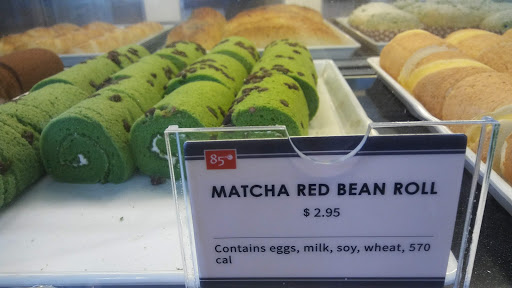 85
MATCHA RED BEAN ROLL
$ 2.95
Contains eggs, milk, soy, wheat, 570
cal